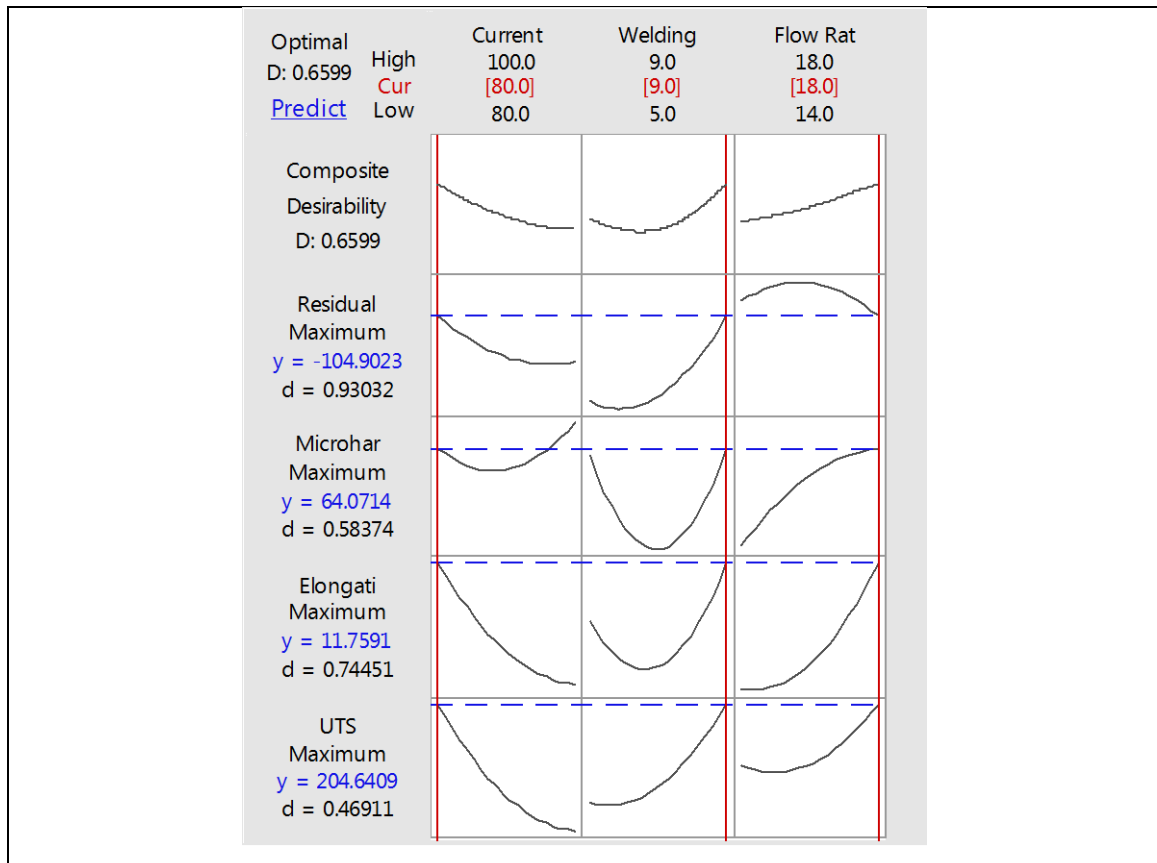 Optimal
D: 0.6599
Predict
High
Cur
Low
Current
100.0
[80.0]
80.0
Welding
9.0
[9.0]
5.0
Flow Rat
18.0
[18.0]
14.0
Composite
Desirability
D: 0.6599
Residual
Maximum
y = -104.9023
d = 0.93032
Microhar
Maximum
y = 64.0714
d = 0.58374
Elongati
Maximum
y = 11.7591
d = 0.74451
UTS
Maximum
y = 204.6409
d = 0.46911